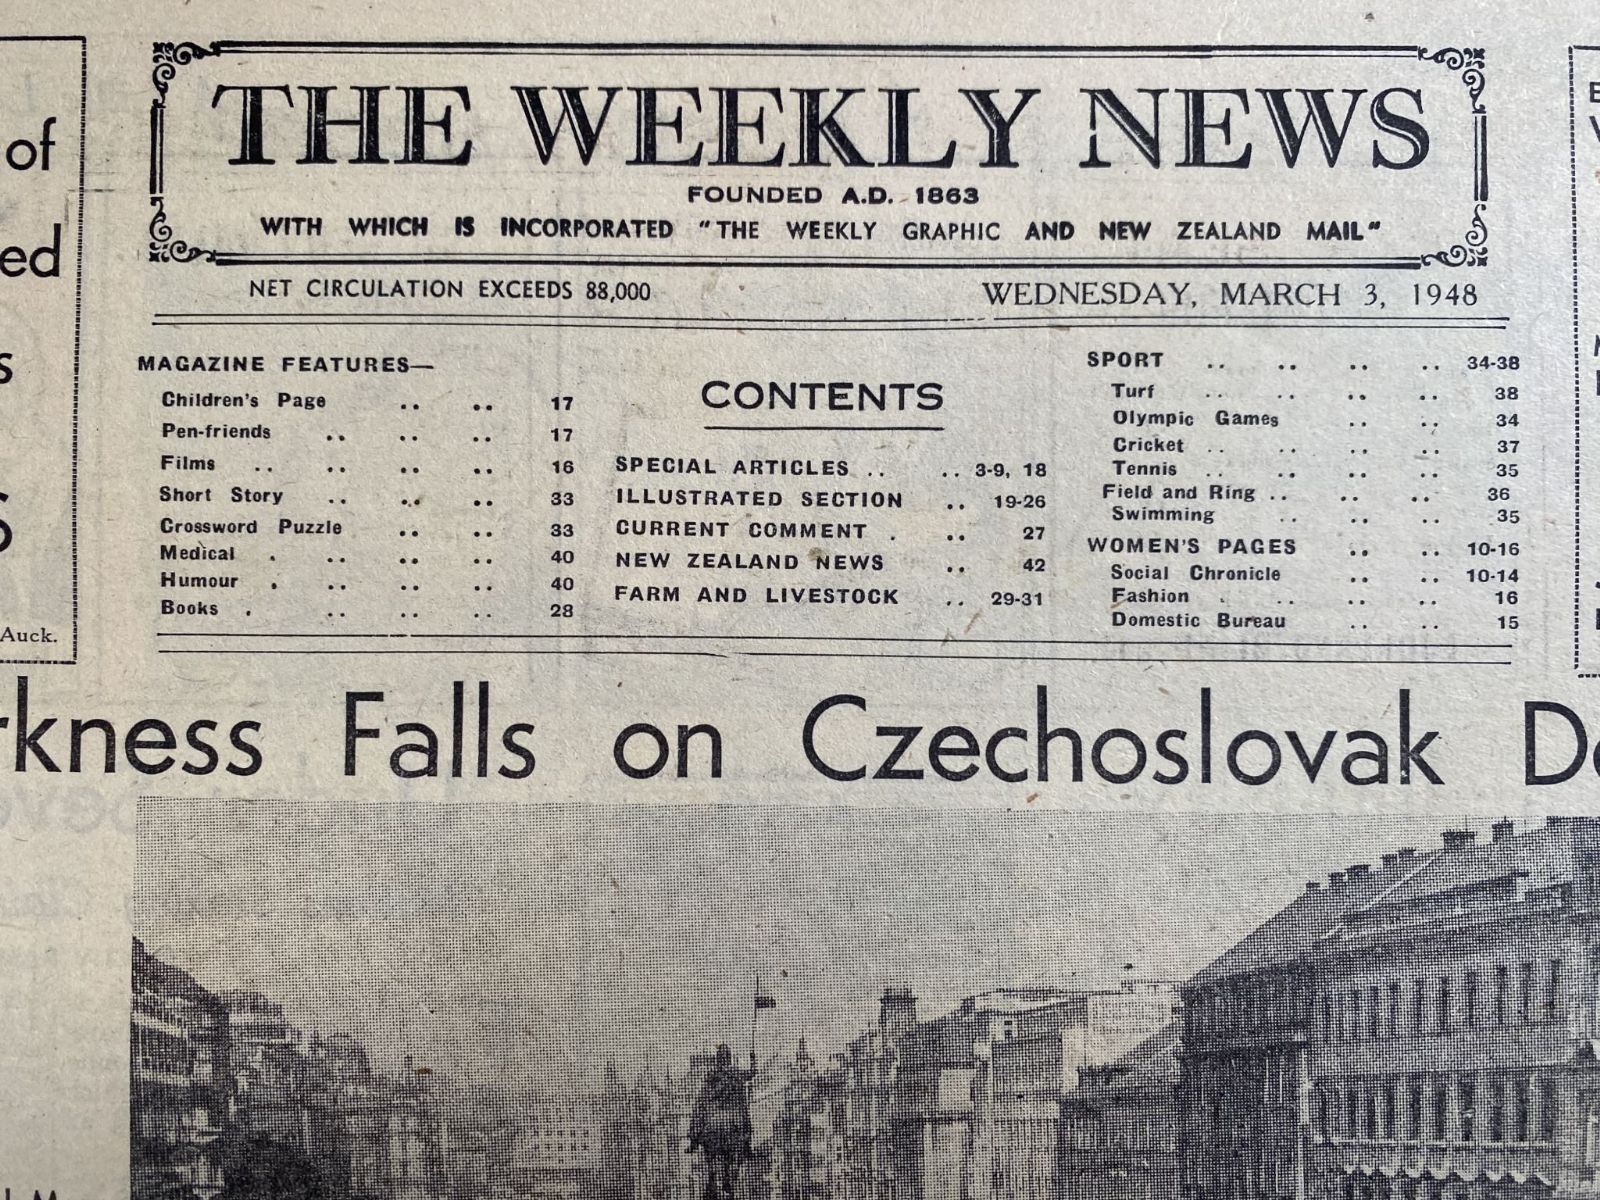 THE WEEKLY NEWS
FOUNDED A.D. 1863
WITH WHICH IS INCORPORATED "THE WEEKLY GRAPHIC AND NEW ZEALAND MAIL"
NET CIRCULATION EXCEEDS 88,000
WEDNESDAY, MARCH 3, 1948
MAGAZINE FEATURES—
Children's Page .. .. 17
Pen-friends .. .. .. 17
Films .. .. .. .. 16
Short Story .. .. .. 33
Crossword Puzzle .. .. 33
Medical . .. .. .. 40
Humour . .. .. .. 40
Books . .. .. .. 28
CONTENTS
SPECIAL ARTICLES .. .. 3-9, 18
ILLUSTRATED SECTION .. 19-26
CURRENT COMMENT . .. 27
NEW ZEALAND NEWS .. 42
FARM AND LIVESTOCK .. 29-31
SPORT .. .. .. .. 34-38
Turf .. .. .. .. 38
Olympic Games .. .. 34
Cricket .. .. .. .. 37
Tennis .. .. .. .. 35
Field and Ring .. .. .. 36
Swimming .. .. .. 35
WOMEN'S PAGES .. .. 10-16
Social Chronicle .. .. 10-14
Fashion . .. .. .. 16
Domestic Bureau .. .. 15
of
ed
s
s
Auck.
rkness Falls on Czechoslovak De